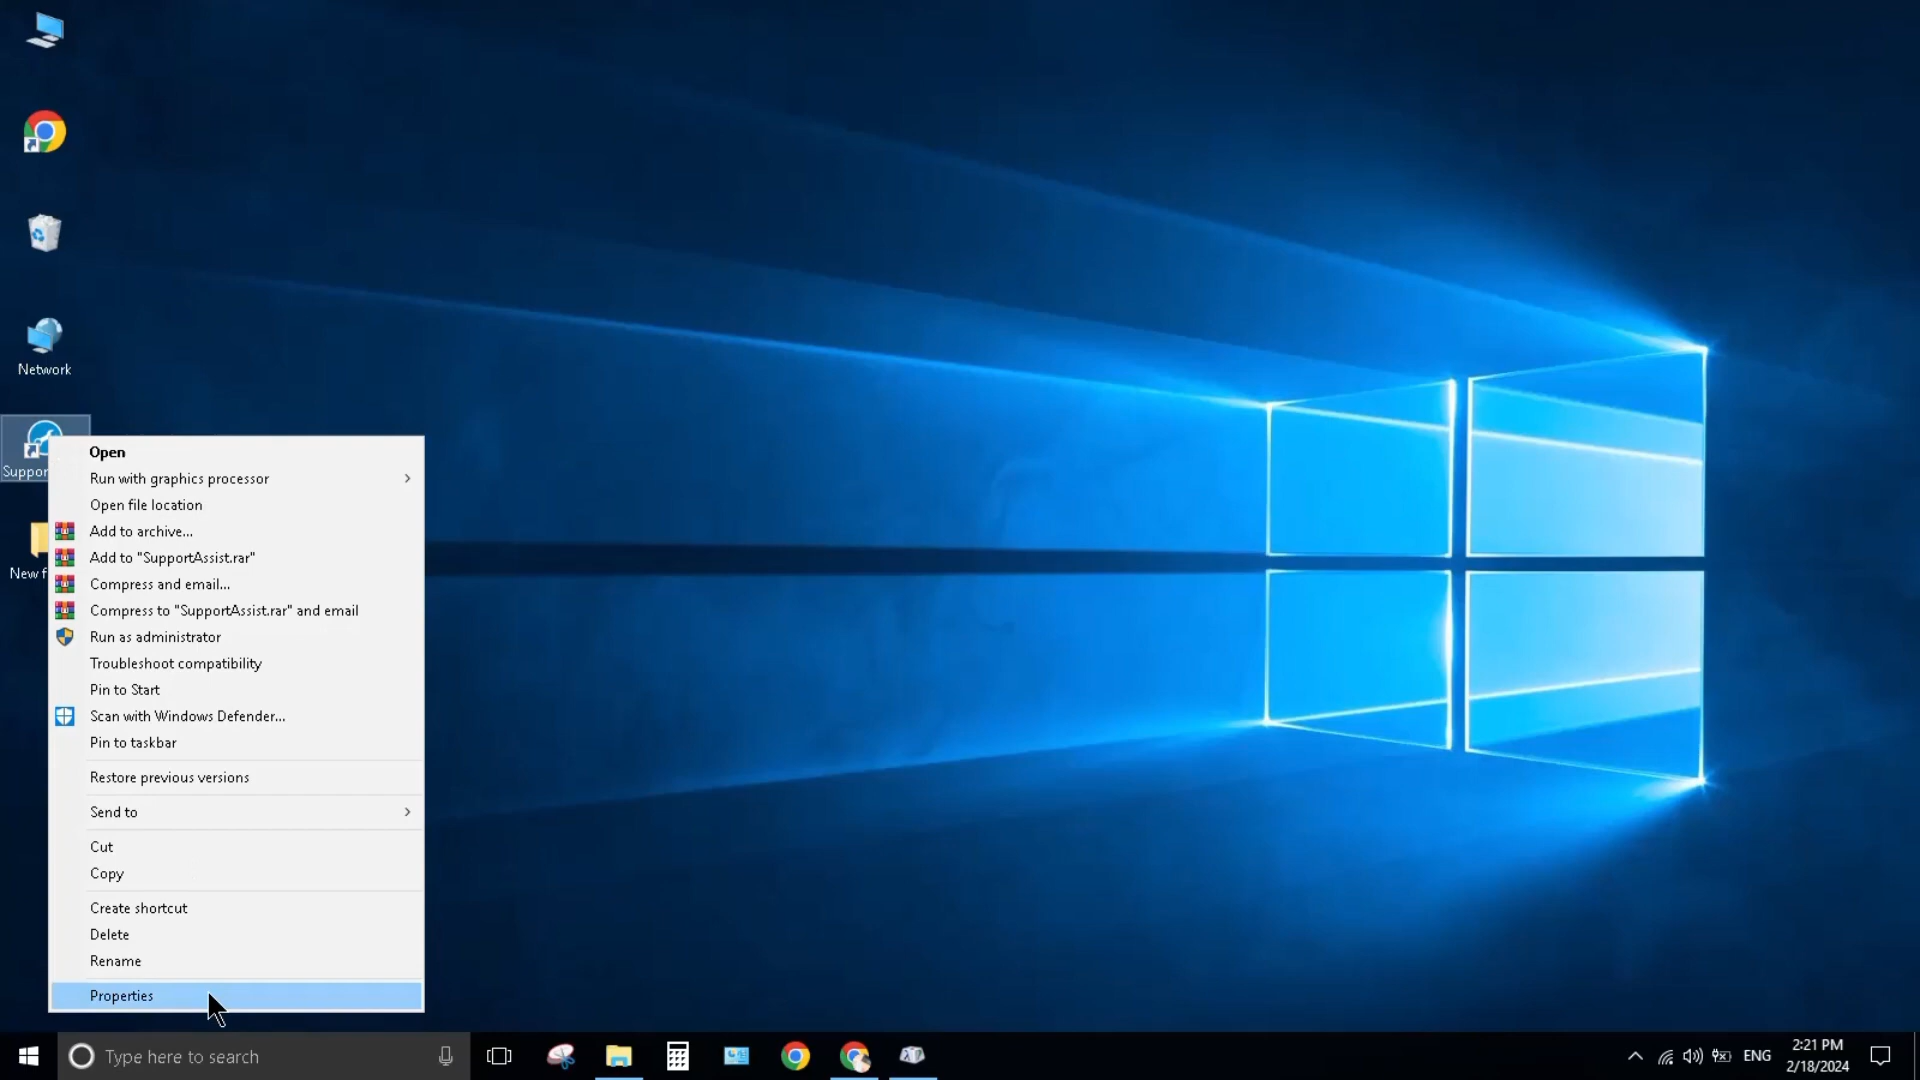 Network
Suppor
New f
Open
Run with graphics processor
Open file location
Add to archive...
Add to "SupportAssist.rar"
Compress and email...
Compress to "SupportAssist.rar" and email
Run as administrator
Troubleshoot compatibility
Pin to Start
Scan with Windows Defender...
Pin to taskbar
Restore previous versions
Send to
Cut
Copy
Create shortcut
Delete
Rename
Properties
Type here to search
ENG
2:21 PM
2/18/2024